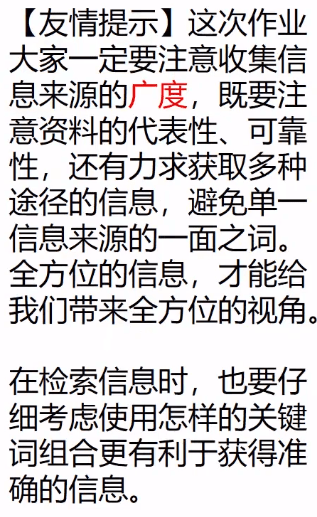 【友情提示】这次作业
大家一定要注意收集信
息来源的广度，既要注
意资料的代表性、可靠
性，还有力求获取多种
途径的信息，避免单一
信息来源的一面之词。
全方位的信息，才能给
我们带来全方位的视角。
在检索信息时，也要仔
细考虑使用怎样的关键
词组合更有利于获得准
确的信息。